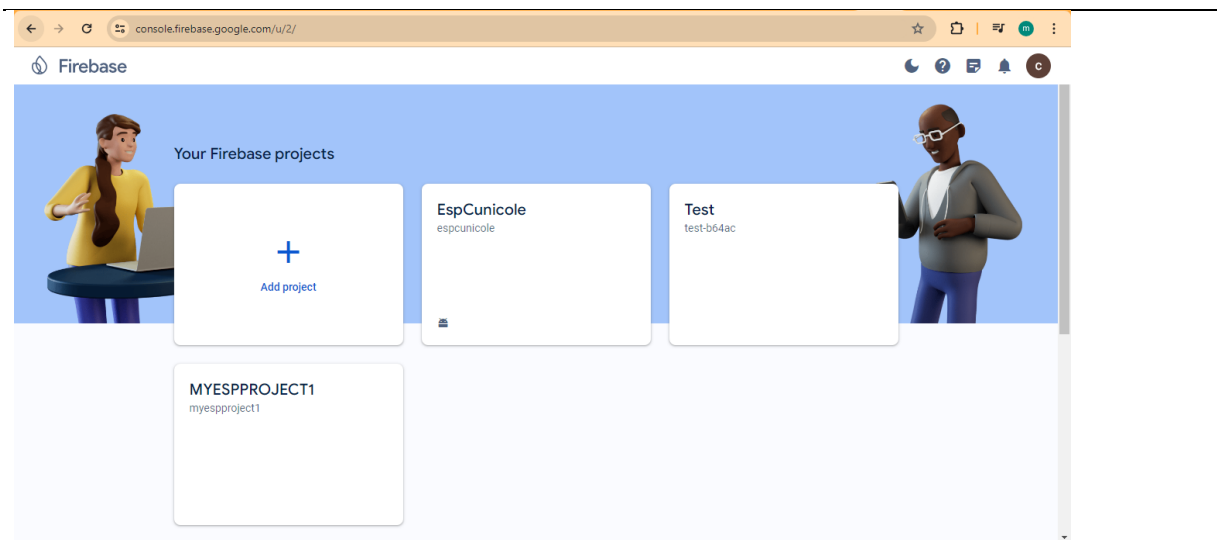 console.firebase.google.com/u/2/
m
Firebase
C
Your Firebase projects
Add project
EspCunicole
espcunicole
Test
test-b64ac
MYESPPROJECT1
myespproject1